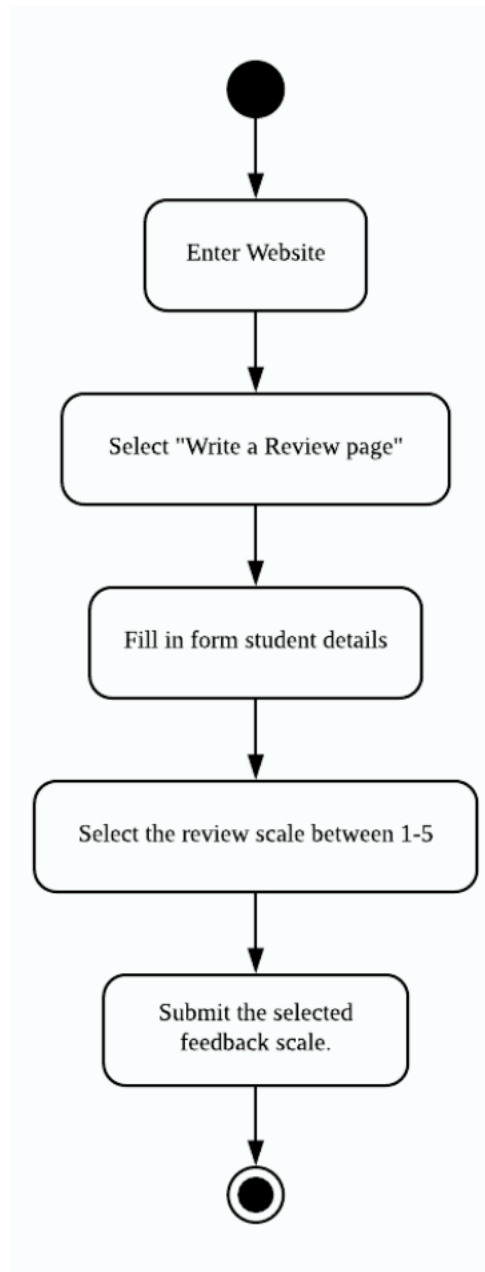 Enter Website
Select "Write a Review page"
Fill in form student details
Select the review scale between 1-5
Submit the selected
feedback scale.